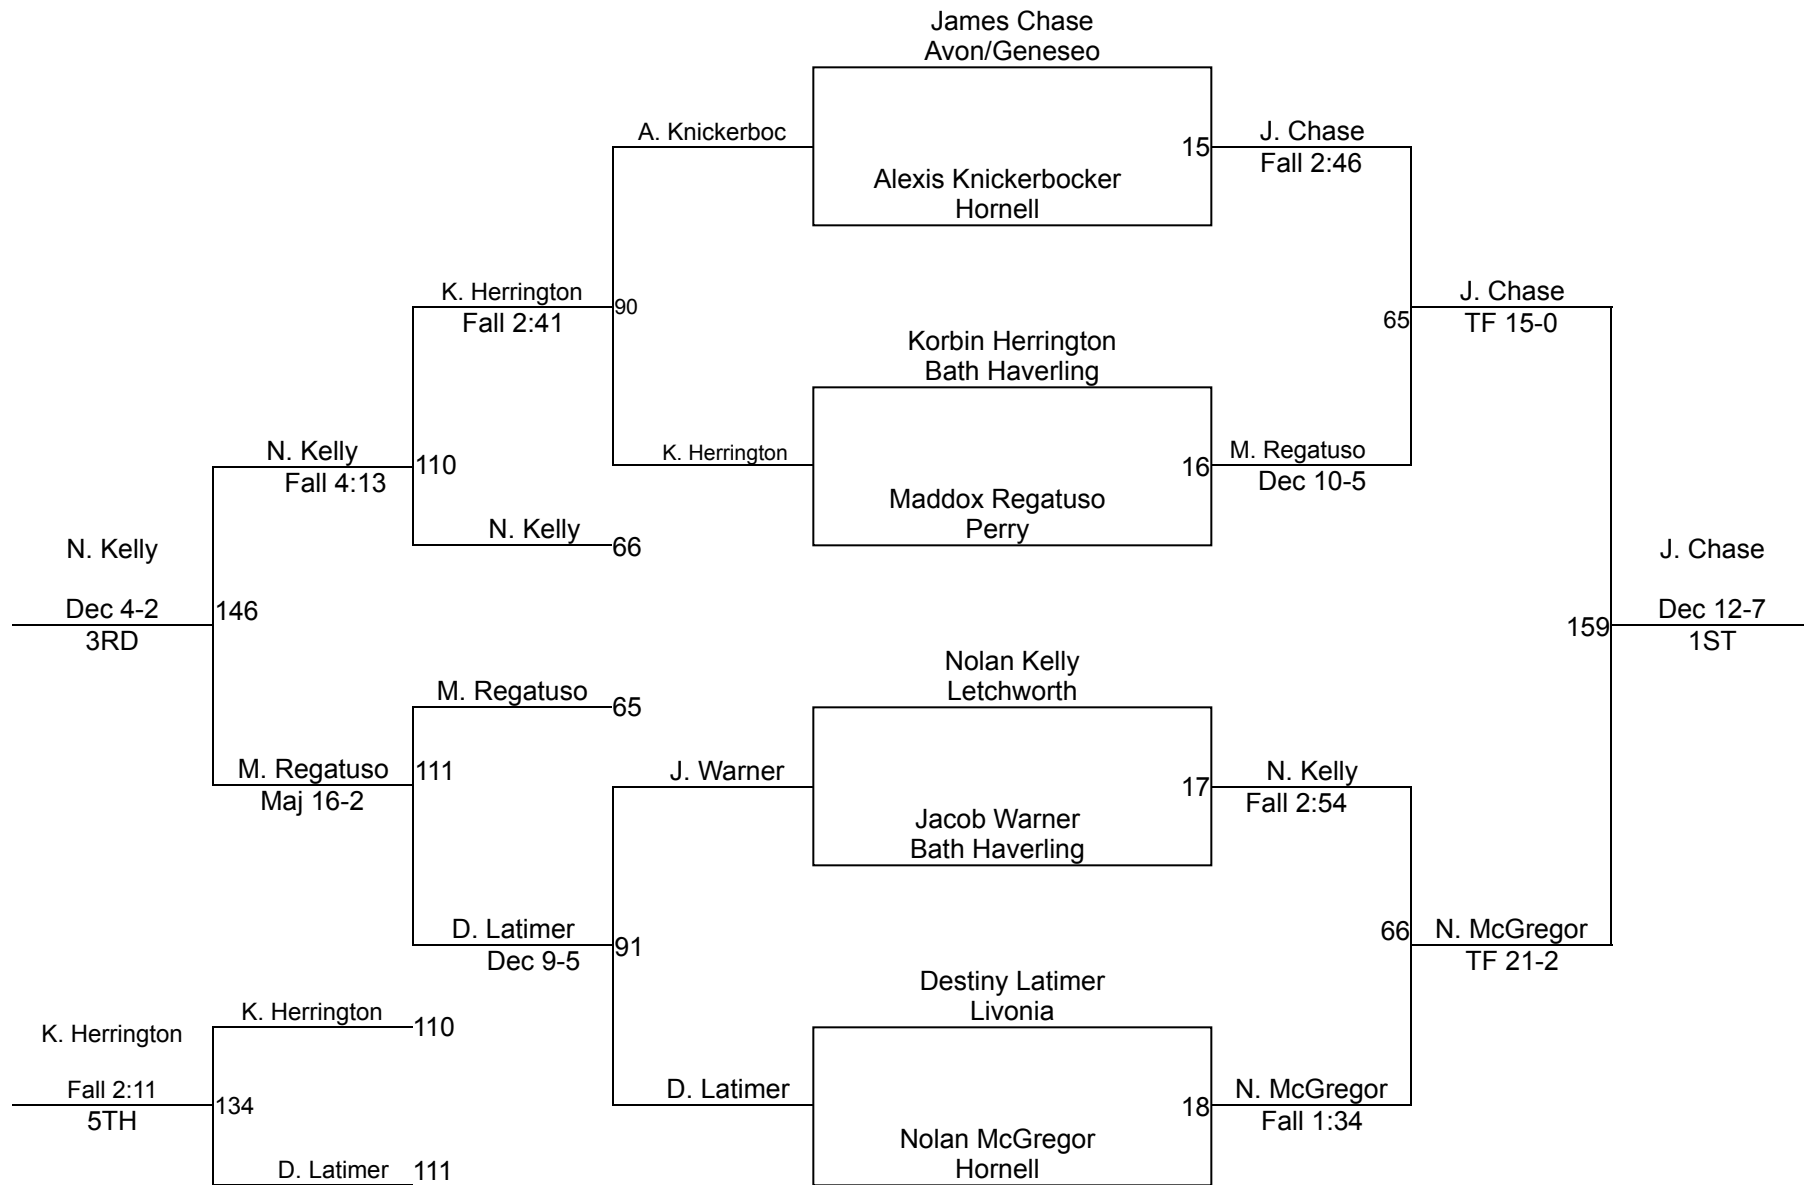 James Chase
Avon/Geneseo
A. Knickerboc
15
J. Chase
Fall 2:46
Alexis Knickerbocker
Hornell
K. Herrington
Fall 2:41
90
J. Chase
TF 15-0
65
Korbin Herrington
Bath Haverling
N. Kelly
Fall 4:13
110
K. Herrington
16
M. Regatuso
Dec 10-5
Maddox Regatuso
Perry
N. Kelly
66
N. Kelly
Dec 4-2
3RD
146
J. Chase
Dec 12-7
1ST
159
Nolan Kelly
Letchworth
M. Regatuso
65
M. Regatuso
Maj 16-2
111
J. Warner
17
N. Kelly
Fall 2:54
Jacob Warner
Bath Haverling
D. Latimer
Dec 9-5
91
66
N. McGregor
TF 21-2
Destiny Latimer
Livonia
K. Herrington
110
K. Herrington
Fall 2:11
5TH
134
D. Latimer
18
N. McGregor
Fall 1:34
Nolan McGregor
Hornell
D. Latimer
111